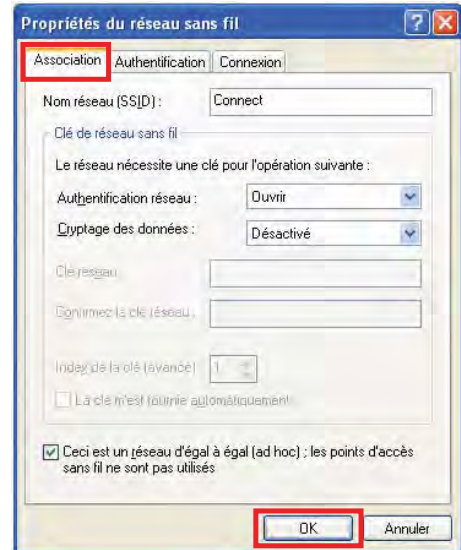 Propriétés du réseau sans fil
Association Authentification Connexion
Nom réseau (SSID) : Connect
Clé de réseau sans fil
Le réseau nécessite une clé pour l'opération suivante :
Authentification réseau : Ouvrir
Cryptage des données : Désactivé
Clé réseau
Confirmez la clé réseau :
Index de la clé (avancé) 1
La clé m'est fournie automatiquement
Ceci est un réseau d'égal à égal (ad hoc) ; les points d'accès
sans fil ne sont pas utilisés
OK Annuler